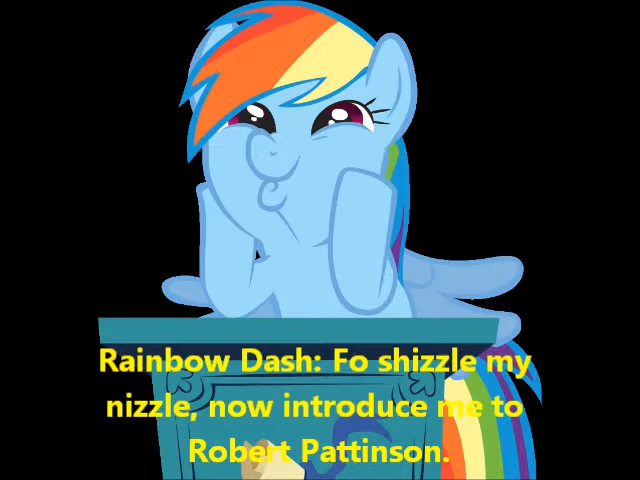 Rainbow Dash: Fo shizzle my
nizzle, now introduce me to
Robert Pattinson.